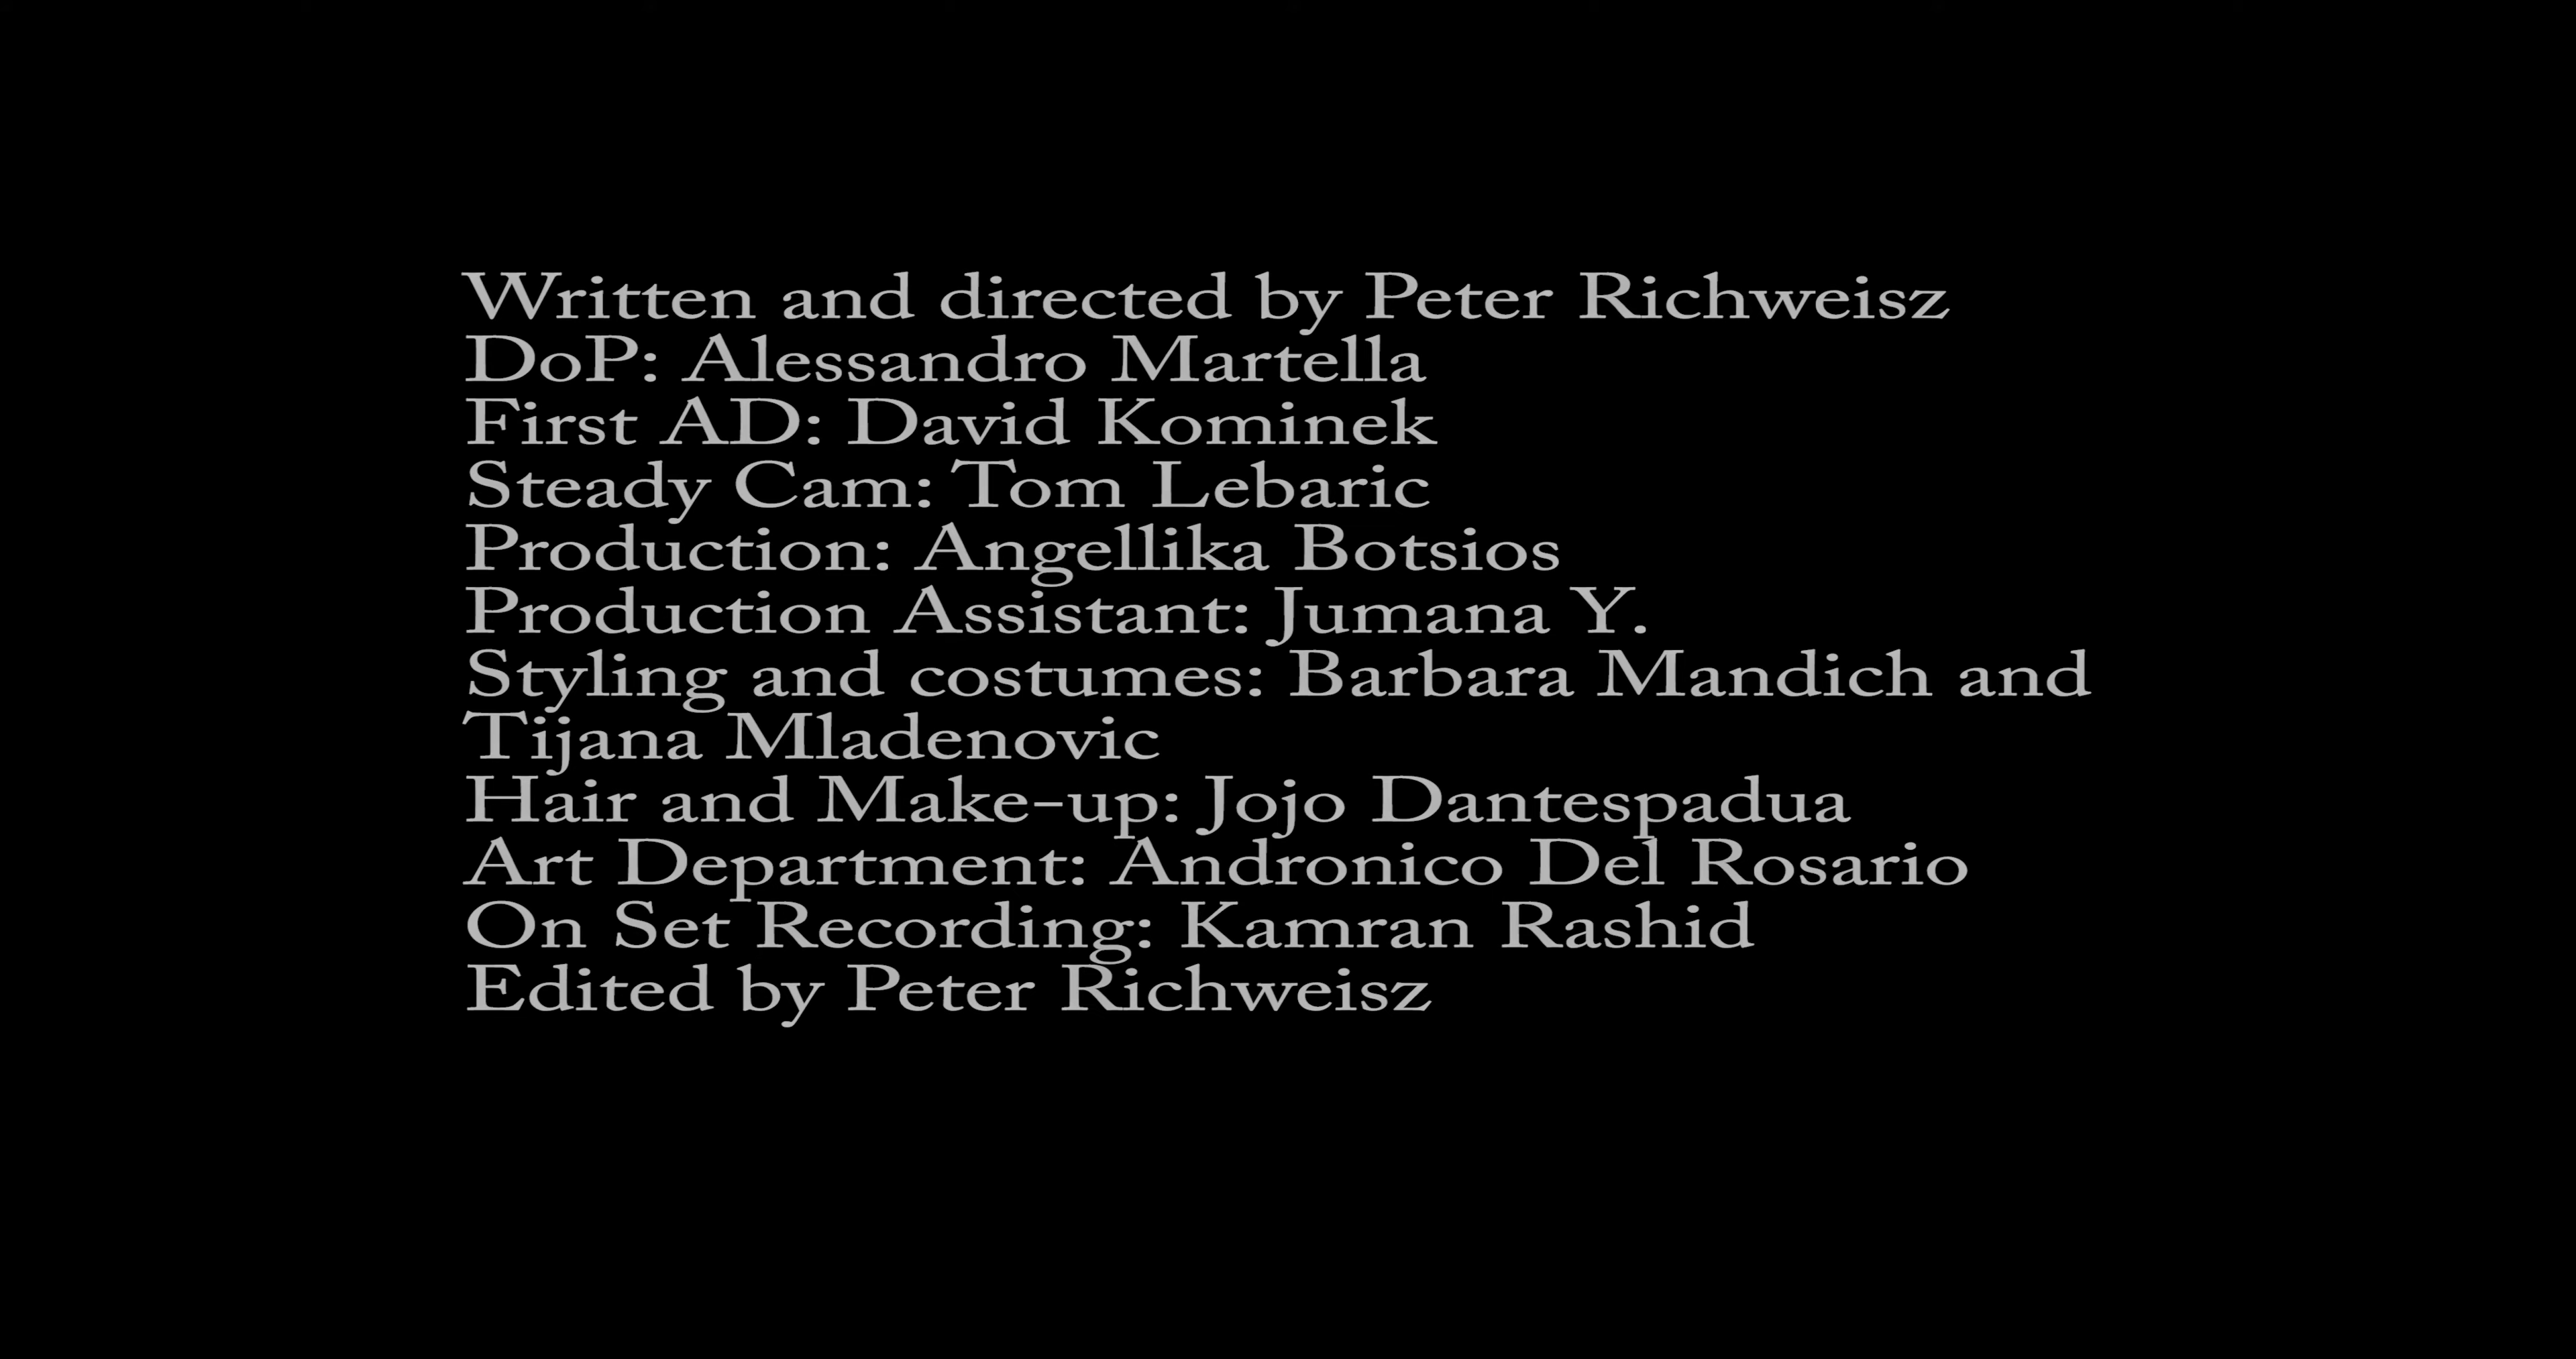 Written and directed by Peter Richweisz
DoP: Alessandro Martella
First AD: David Kominek
Steady Cam: Tom Lebaric
Production: Angellika Botsios
Production Assistant: Jumana Y.
Styling and costumes: Barbara Mandich and
Tijana Mladenovic
Hair and Make-up: Jojo Dantespadua
Art Department: Andronico Del Rosario
On Set Recording: Kamran Rashid
Edited by Peter Richweisz